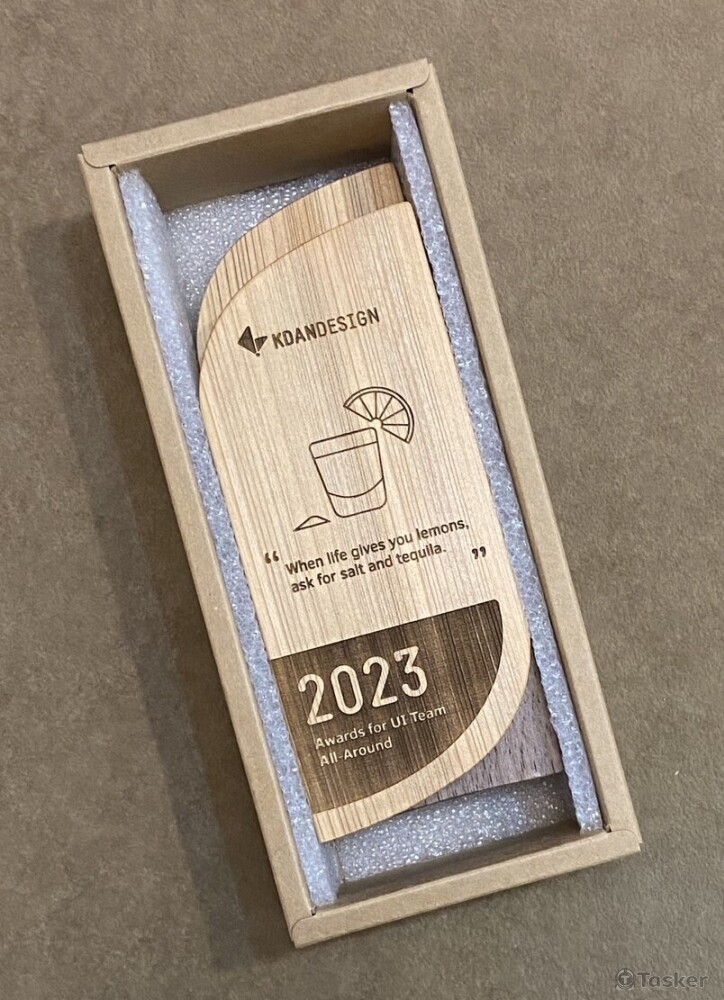 KDANDESIGN
“ When life gives you lemons,
ask for salt and tequila. ”
2023
Awards for UI Team
All-Around
Tasker